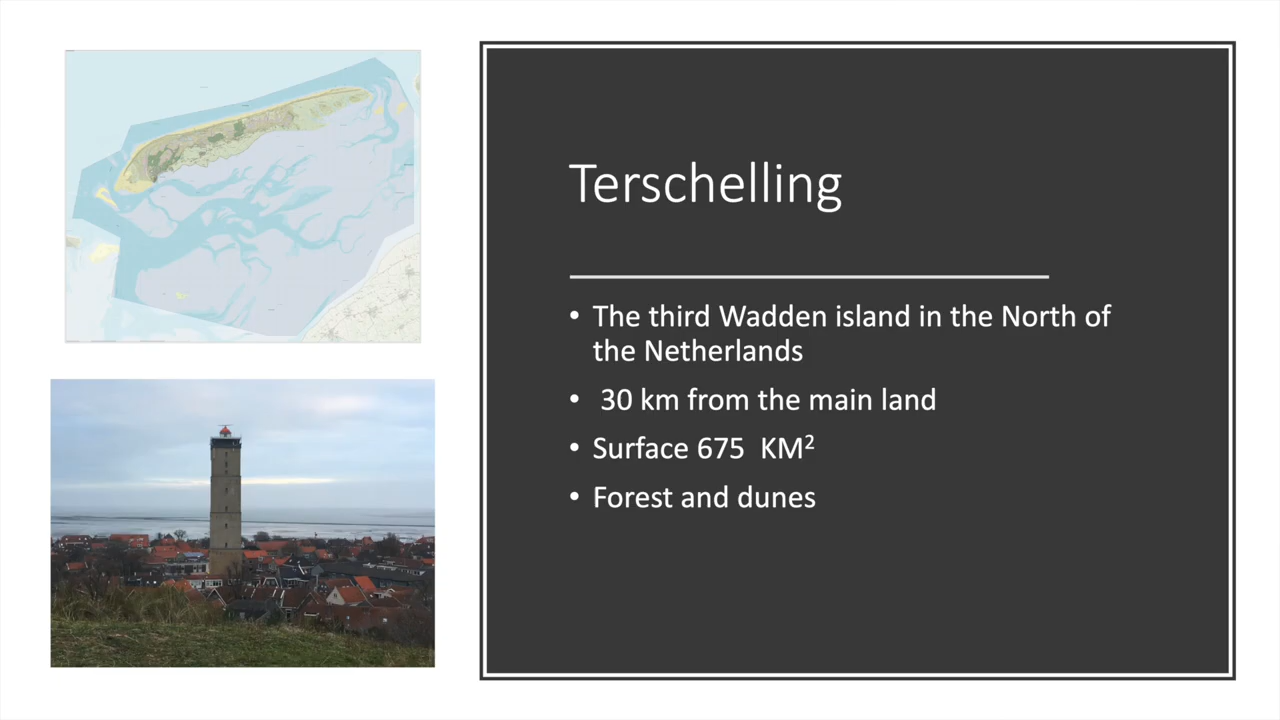 Terschelling
• The third Wadden island in the North of
the Netherlands
• 30 km from the main land
• Surface 675 KM²
• Forest and dunes